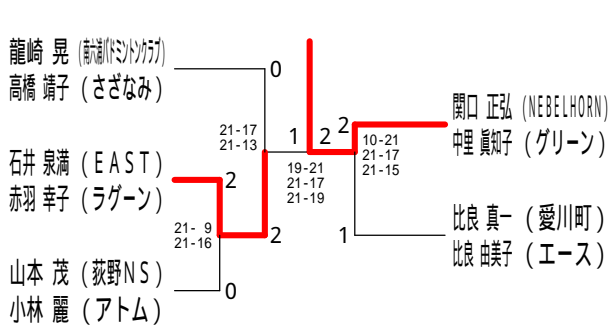 龍崎 晃 (南六浦バドミントンクラブ)
高橋 靖子 (さざなみ)
石井 泉満 (EAST)
赤羽 幸子 (ラグーン)
山本 茂 (荻野NS)
小林 麗 (アトム)
0
21-17
21-13
2
21- 9
21-16
2
0
1
2
19-21
21-17
21-19
2
10-21
21-17
21-15
1
関口 正弘 (NEBELHORN)
中里 眞知子 (グリーン)
比良 真一 (愛川町)
比良 由美子 (エース)